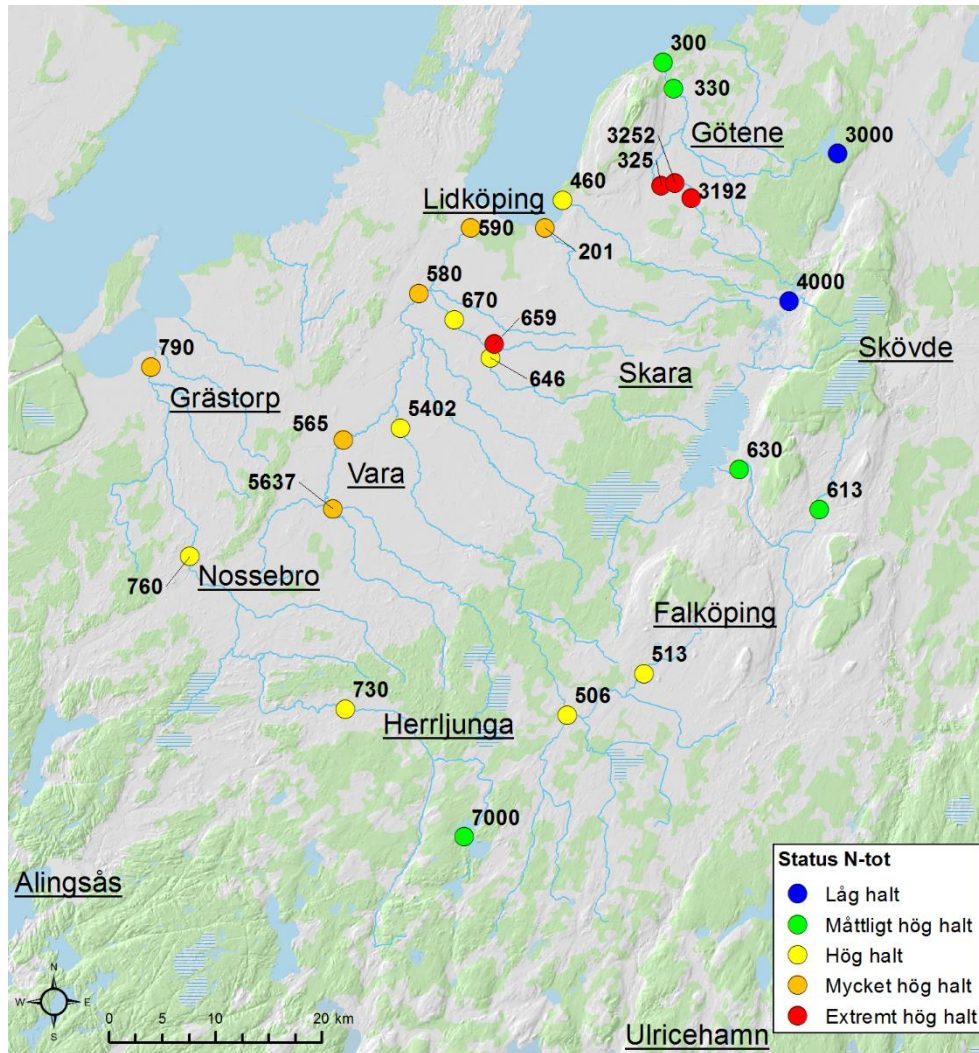 300
330
Götene
3252
3000
325
3192
460
Lidköping
590
201
580
4000
670
659
Skövde
790
646
Skara
Grästorp
5402
565
630
Vara
613
5637
760
Nossebro
Falköping
513
730
506
Herrljunga
7000
Alingsås
Status N-tot
Låg halt
Måttligt hög halt
Hög halt
Mycket hög halt
Extremt hög halt
N
W E
S
0 5 10 20 km
Ulricehamn